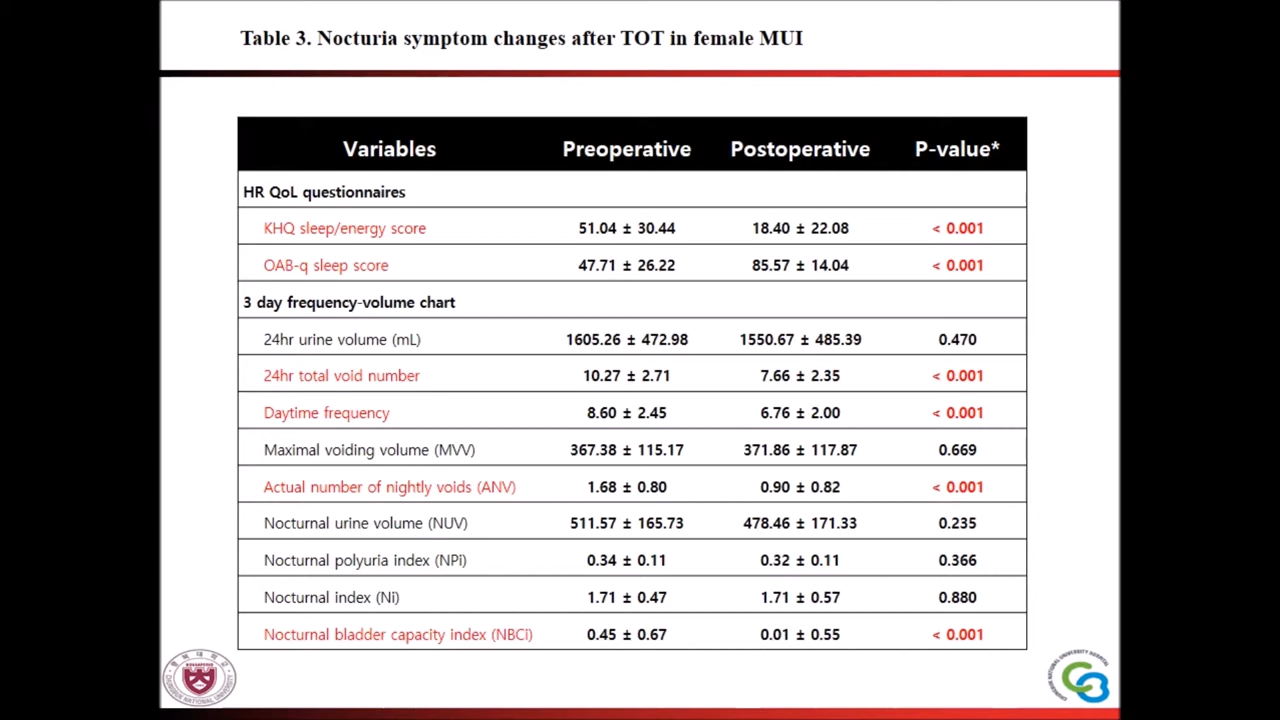 Table 3. Nocturia symptom changes after TOT in female MUI
Variables Preoperative Postoperative P-value*
HR QoL questionnaires
KHQ sleep/energy score 51.04 ± 30.44 18.40 ± 22.08 < 0.001
OAB-q sleep score 47.71 ± 26.22 85.57 ± 14.04 < 0.001
3 day frequency-volume chart
24hr urine volume (mL) 1605.26 ± 472.98 1550.67 ± 485.39 0.470
24hr total void number 10.27 ± 2.71 7.66 ± 2.35 < 0.001
Daytime frequency 8.60 ± 2.45 6.76 ± 2.00 < 0.001
Maximal voiding volume (MVV) 367.38 ± 115.17 371.86 ± 117.87 0.669
Actual number of nightly voids (ANV) 1.68 ± 0.80 0.90 ± 0.82 < 0.001
Nocturnal urine volume (NUV) 511.57 ± 165.73 478.46 ± 171.33 0.235
Nocturnal polyuria index (NPi) 0.34 ± 0.11 0.32 ± 0.11 0.366
Nocturnal index (Ni) 1.71 ± 0.47 1.71 ± 0.57 0.880
Nocturnal bladder capacity index (NBCi) 0.45 ± 0.67 0.01 ± 0.55 < 0.001
CHUNGBUK NATIONAL UNIVERSITY
CHUNGBUK NATIONAL UNIVERSITY HOSPITAL